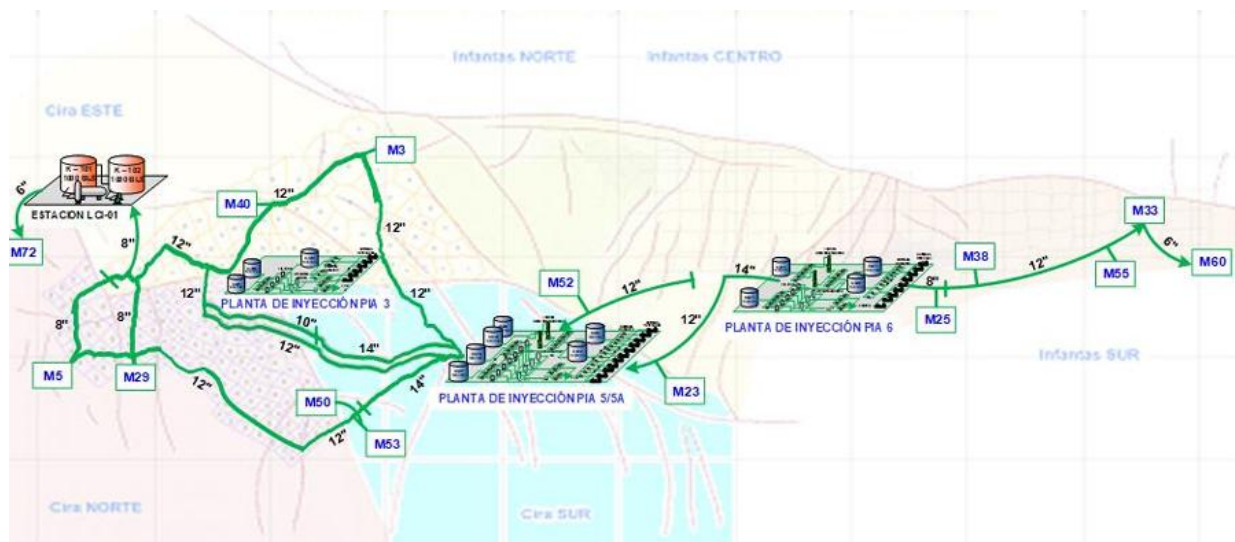 Infantas NORTE
Infantas CENTRO
Cira ESTE
M3
K-101
K-102
6"
12"
M40
ESTACION LCI-01
M33
12"
M72
8"
12"
6"
M60
M38
M52
12"
14"
12"
M55
PLANTA DE INYECCIÓN PIA 3
12"
12"
8"
M25
8"
8"
10"
12"
12"
PLANTA DE INYECCIÓN PIA 6
14"
Infantas SUR
M5
M29
12"
14"
M23
PLANTA DE INYECCIÓN PIA 5/5A
M50
12"
M53
Cira NORTE
Cira SUR